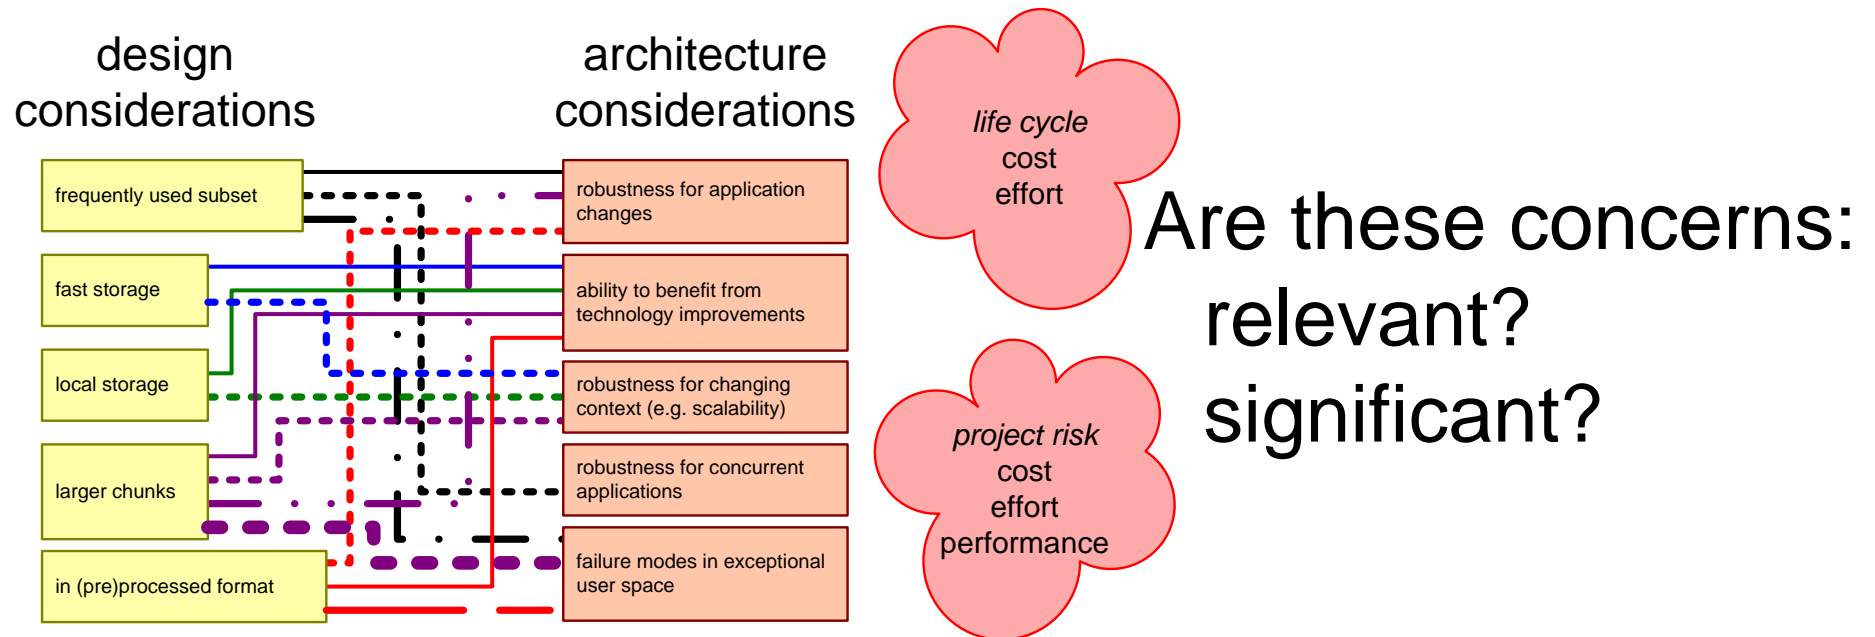 design
considerations
frequently used subset
fast storage
local storage
larger chunks
in (pre)processed format
architecture
considerations
robustness for application
changes
ability to benefit from
technology improvements
robustness for changing
context (e.g. scalability)
robustness for concurrent
applications
failure modes in exceptional
user space
life cycle
cost
effort
project risk
cost
effort
performance
Are these concerns:
relevant?
significant?